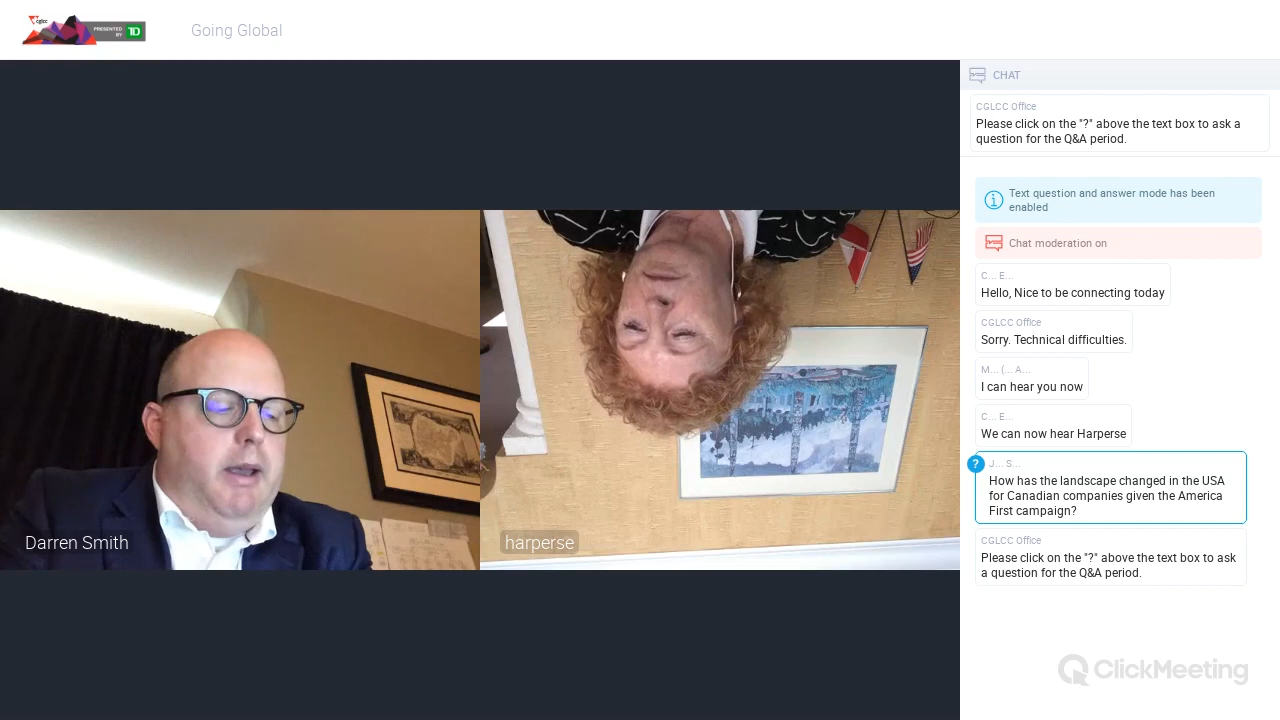 cglcc
PRESENTED
BY
TD
Going Global
CHAT
CGLCC Office
Please click on the "?" above the text box to ask a
question for the Q&A period.
Text question and answer mode has been
enabled
Chat moderation on
C... E...
Hello, Nice to be connecting today
CGLCC Office
Sorry. Technical difficulties.
M... (... A...
I can hear you now
C... E...
We can now hear Harperse
?
J... S...
How has the landscape changed in the USA
for Canadian companies given the America
First campaign?
CGLCC Office
Please click on the "?" above the text box to ask
a question for the Q&A period.
Darren Smith
harperse
ClickMeeting